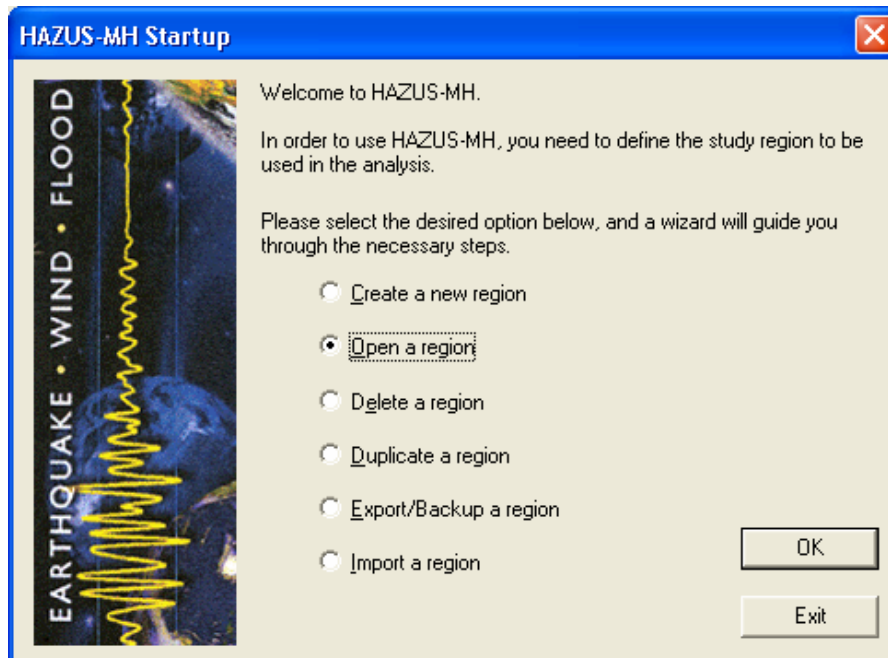 HAZUS-MH Startup
EARTHQUAKE • WIND • FLOOD
Welcome to HAZUS-MH.
In order to use HAZUS-MH, you need to define the study region to be
used in the analysis.
Please select the desired option below, and a wizard will guide you
through the necessary steps.
Create a new region
Open a region
Delete a region
Duplicate a region
Export/Backup a region
Import a region
OK
Exit